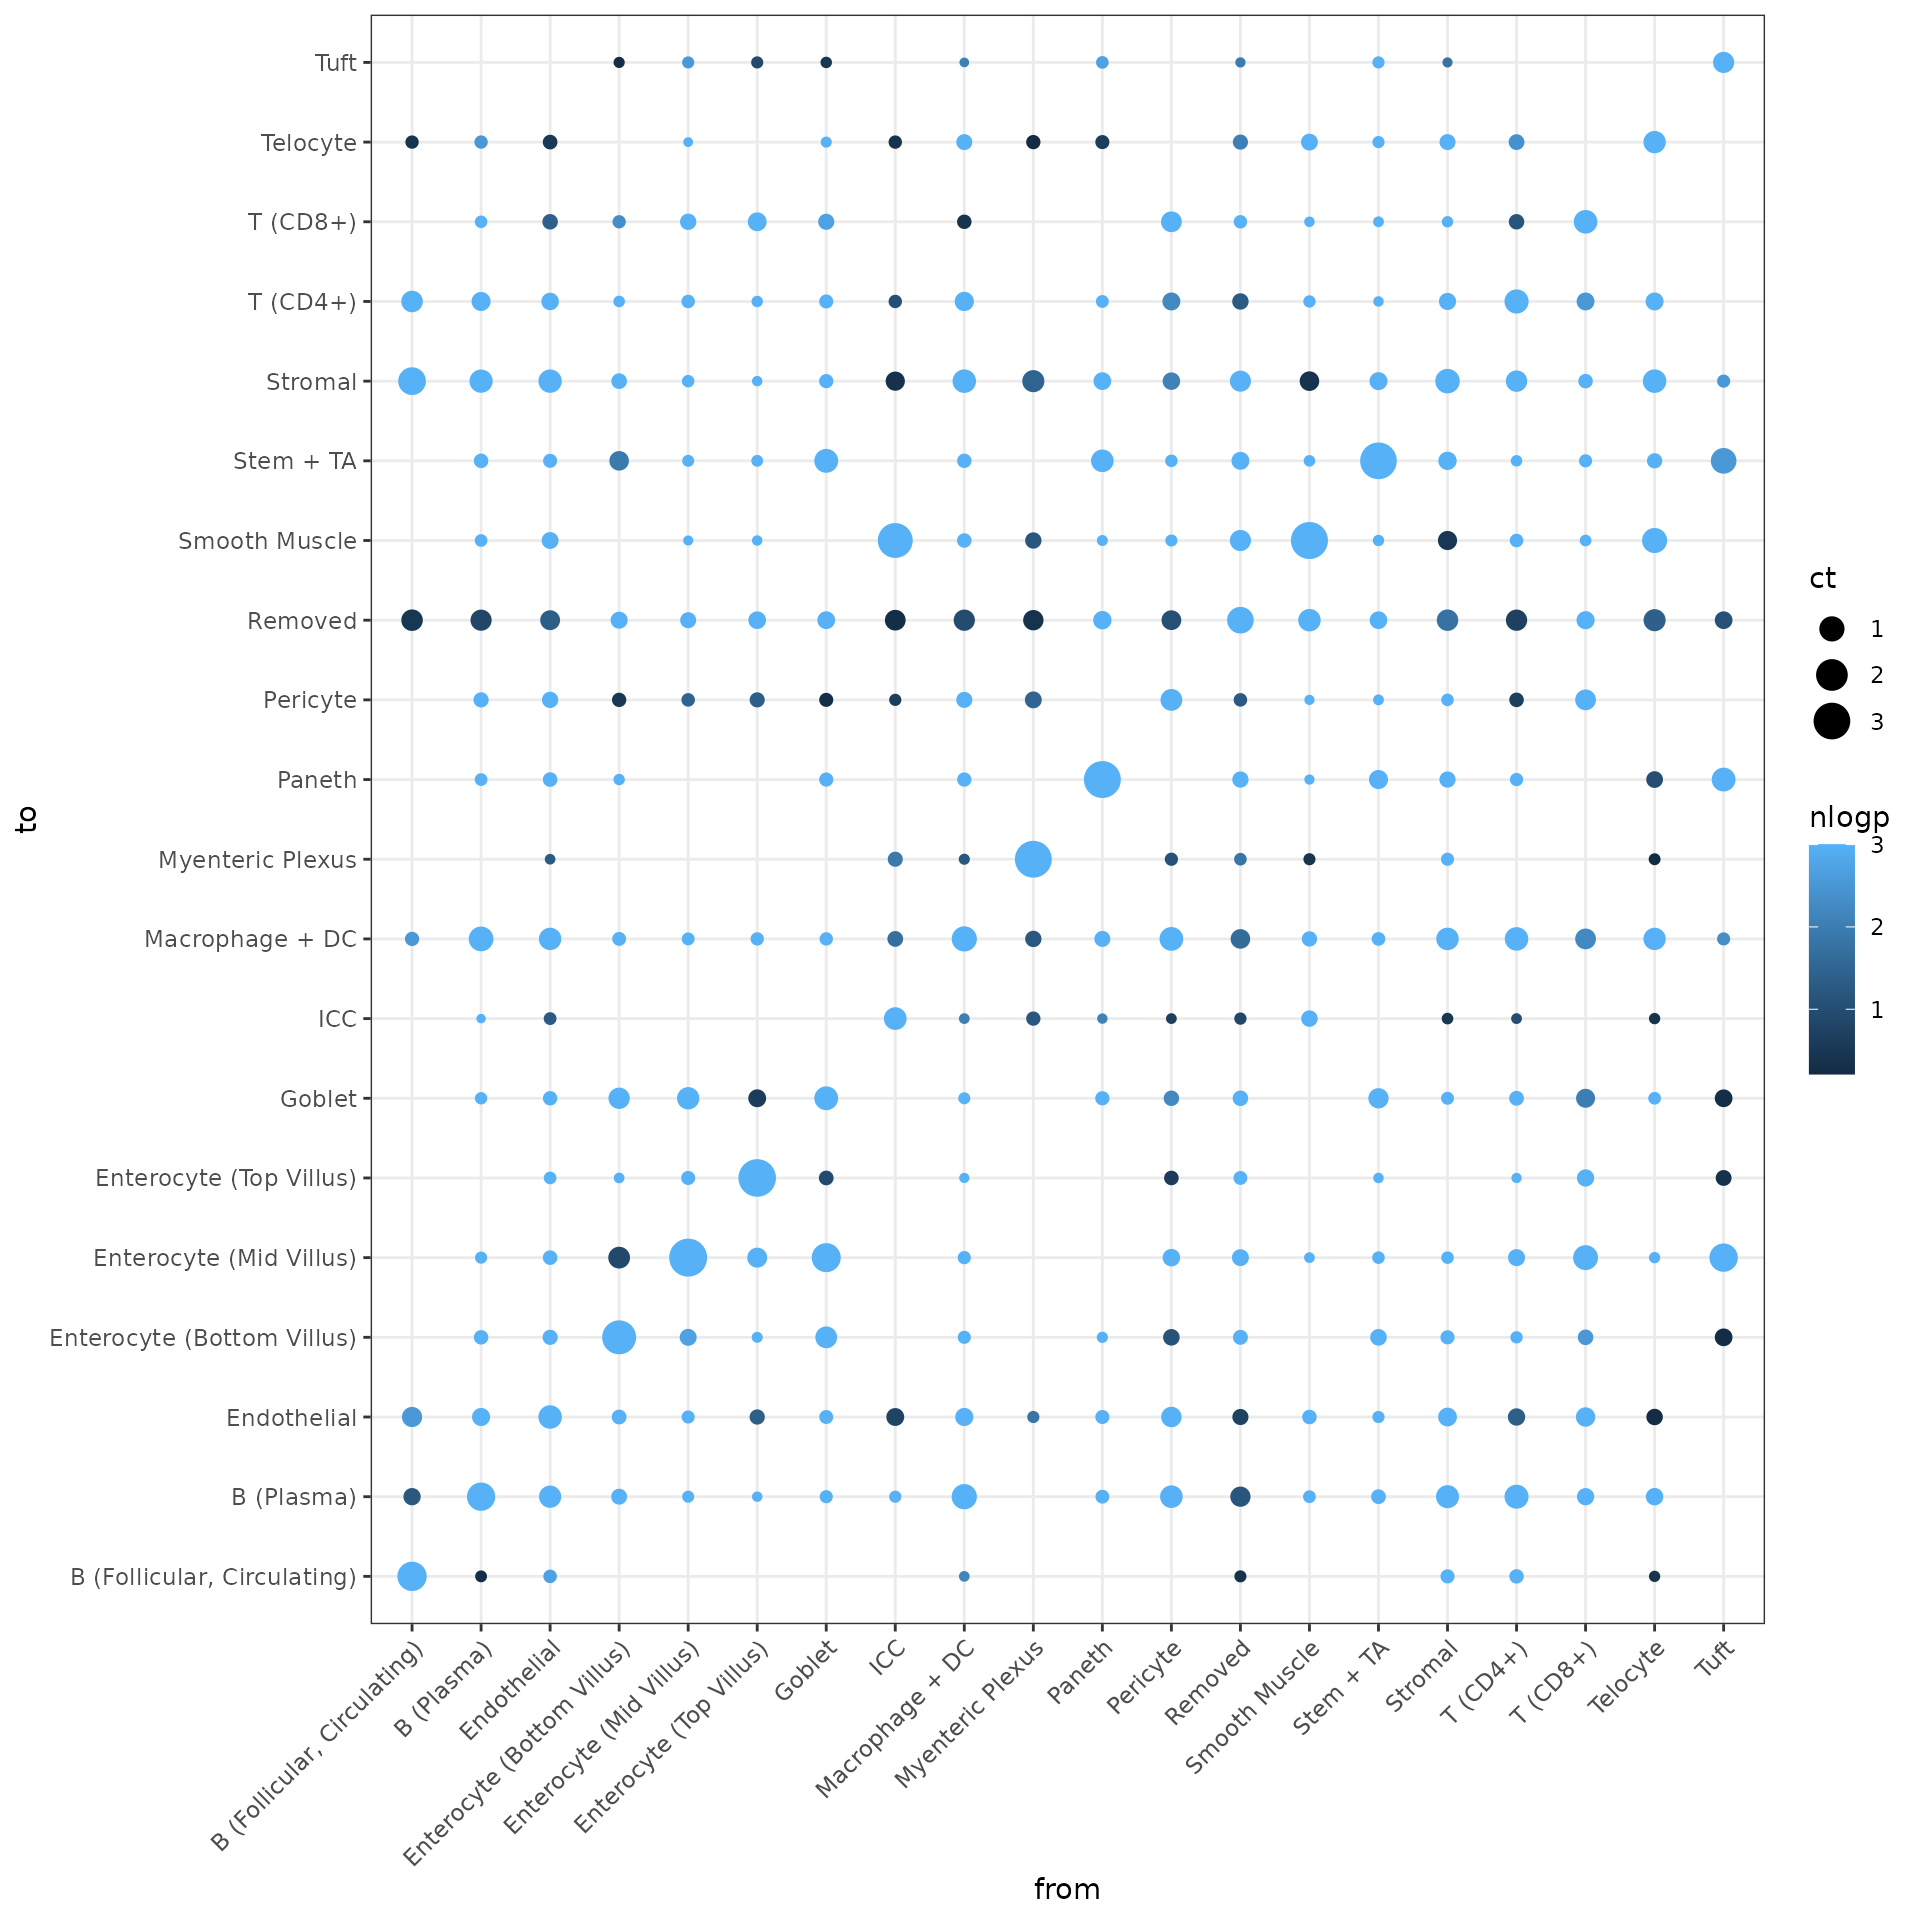 Tuft
Telocyte
T (CD8+)
T (CD4+)
Stromal
Stem + TA
Smooth Muscle
Removed
Pericyte
Paneth
Myenteric Plexus
Macrophage + DC
ICC
Goblet
Enterocyte (Top Villus)
Enterocyte (Mid Villus)
Enterocyte (Bottom Villus)
Endothelial
B (Plasma)
B (Follicular, Circulating)
to
B (Follicular, Circulating)
B (Plasma)
Endothelial
Enterocyte (Bottom Villus)
Enterocyte (Mid Villus)
Enterocyte (Top Villus)
Goblet
ICC
Macrophage + DC
Myenteric Plexus
Paneth
Pericyte
Removed
Smooth Muscle
Stem + TA
Stromal
T (CD4+)
T (CD8+)
Telocyte
Tuft
from
ct
1
2
3
nlogp
3
2
1